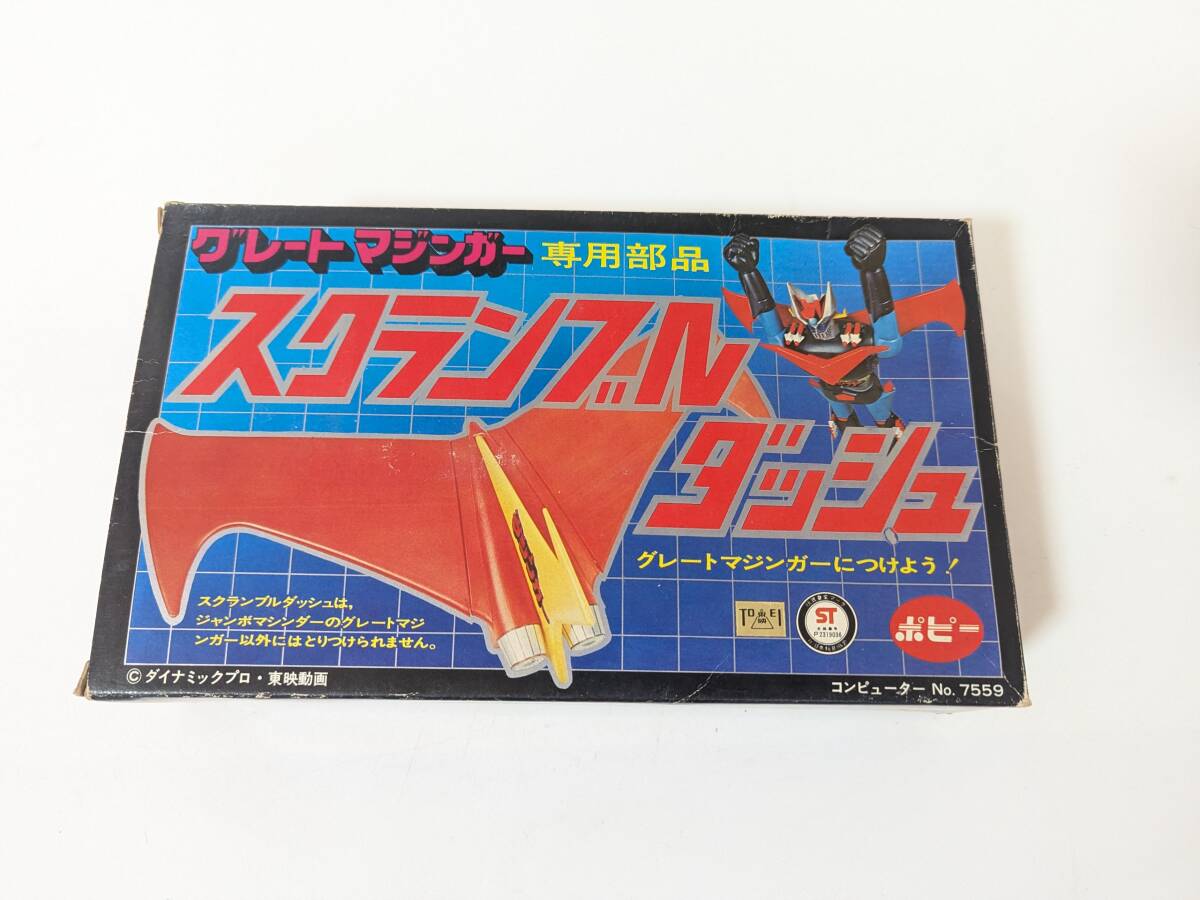 グレートマジンガー 専用部品
スクランブル
ダッシュ
グレートマジンガーにつけよう!
スクランブルダッシュは,
ジャンボマシンダーのグレートマジ
ンガー以外にはとりつけられません。
TOEI
東映
ST
P2319036
ポピー
©ダイナミックプロ・東映動画
コンピューター No. 7559